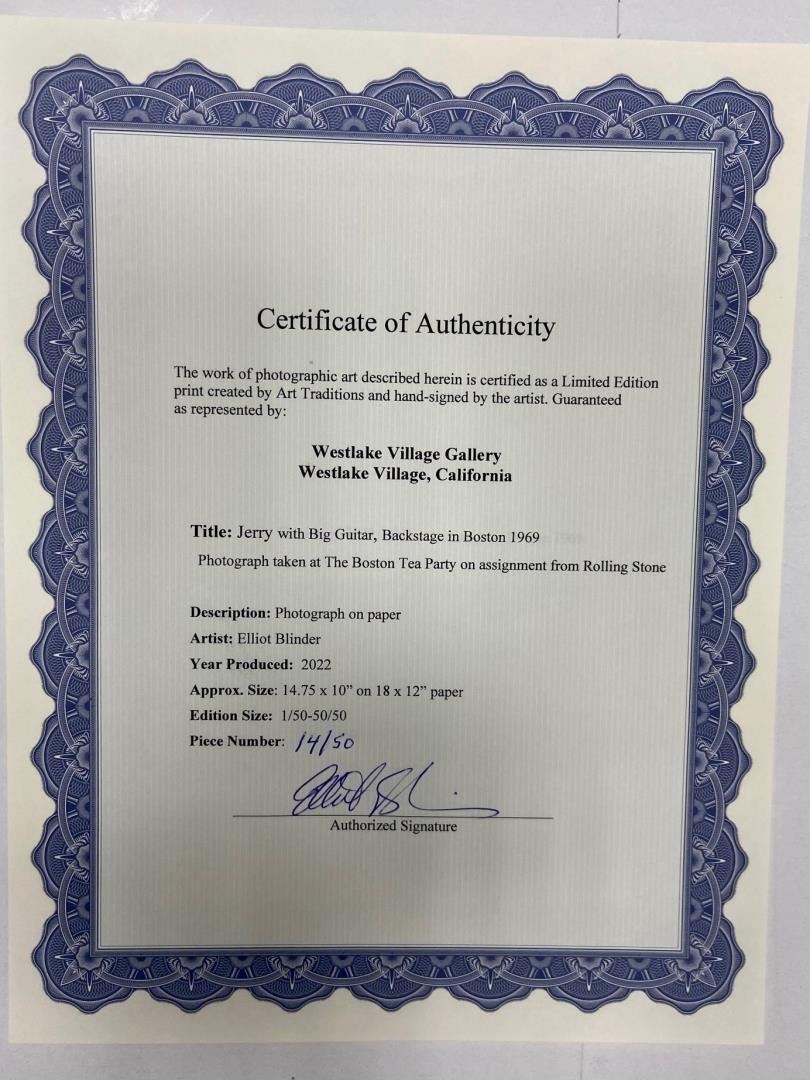 Certificate of Authenticity
The work of photographic art described herein is certified as a Limited Edition
print created by Art Traditions and hand-signed by the artist. Guaranteed
as represented by:
Westlake Village Gallery
Westlake Village, California
Title: Jerry with Big Guitar, Backstage in Boston 1969
Photograph taken at The Boston Tea Party on assignment from Rolling Stone
Description: Photograph on paper
Artist: Elliot Blinder
Year Produced: 2022
Approx. Size: 14.75 x 10” on 18 x 12” paper
Edition Size: 1/50-50/50
Piece Number: 14/50
Authorized Signature